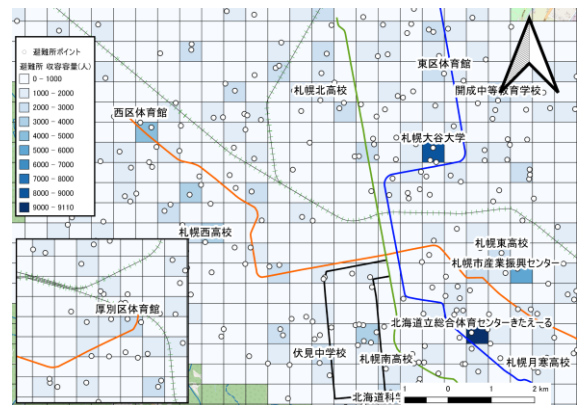 避難所ポイント
避難所 収容容量(人)
0 - 1000
1000 - 2000
2000 - 3000
3000 - 4000
4000 - 5000
5000 - 6000
6000 - 7000
7000 - 8000
8000 - 9000
9000 - 9110
東区体育館
札幌北高校
開成中等教育学校
西区体育館
札幌大谷大学
札幌西高校
札幌東高校
札幌市産業振興センター
厚別区体育館
北海道立総合体育センターきたえーる
伏見中学校
札幌南高校
札幌月寒高校
北海道科学
1 0 1 2 km